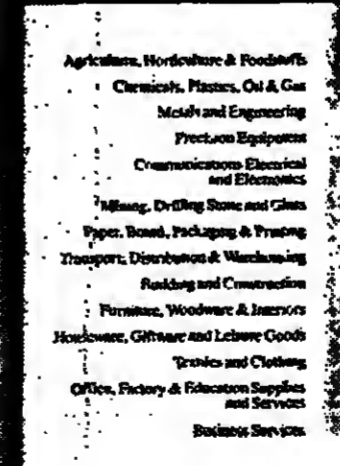 Agriculture, Horticulture & Foodstuffs
Chemicals, Plastics, Oil & Gas
Metals and Engineering
Precision Equipment
Communications Electrical
and Electronics
Mining, Drilling Stone and Glass
Paper, Board, Packaging & Printing
Transport, Distribution & Warehousing
Building and Construction
Furniture, Woodware & Interiors
Homeware, Giftware and Leisure Goods
Textiles and Clothing
Office, Factory & Education Supplies
and Services
Business Services